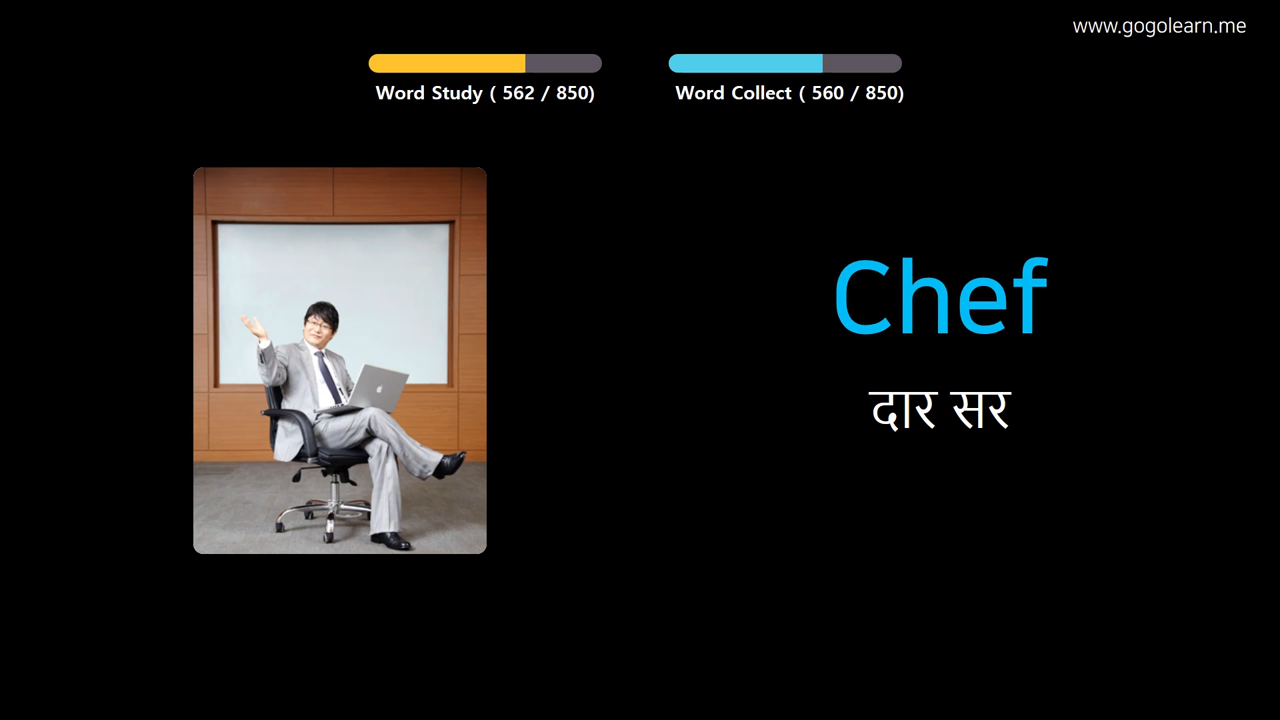 www.gogolearn.me
Word Study ( 562 / 850)
Word Collect ( 560 / 850)
Chef
दार सर